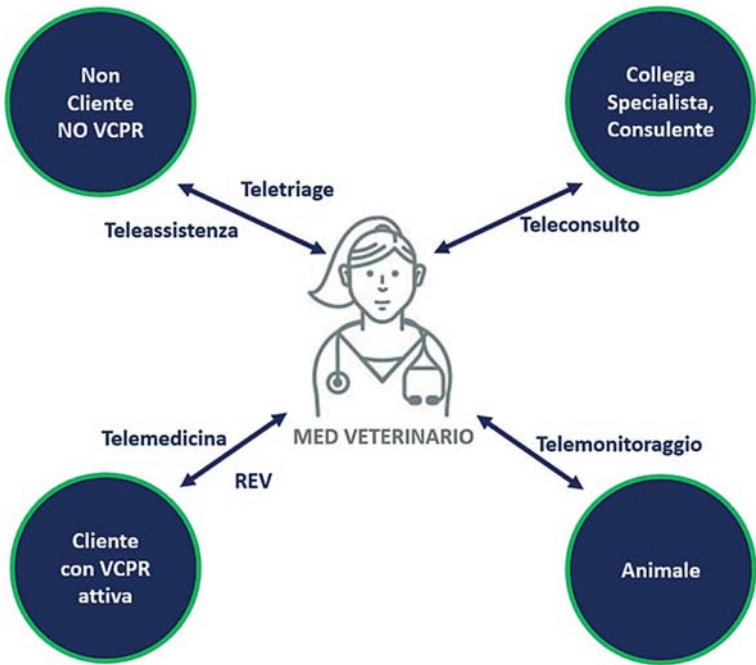 Non
Cliente
NO VCPR
Collega
Specialista,
Consulente
Teletriage
Teleassistenza
Teleconsulto
MED VETERINARIO
Telemedicina
REV
Telemonitoraggio
Cliente
con VCPR
attiva
Animale